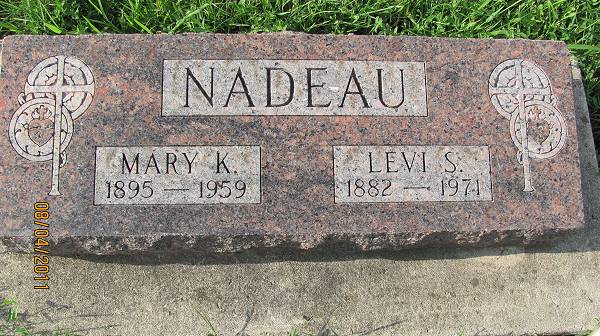 NADEAU
MARY K.
1895 — 1959
LEVI S.
1882 — 1971
08/04/2011